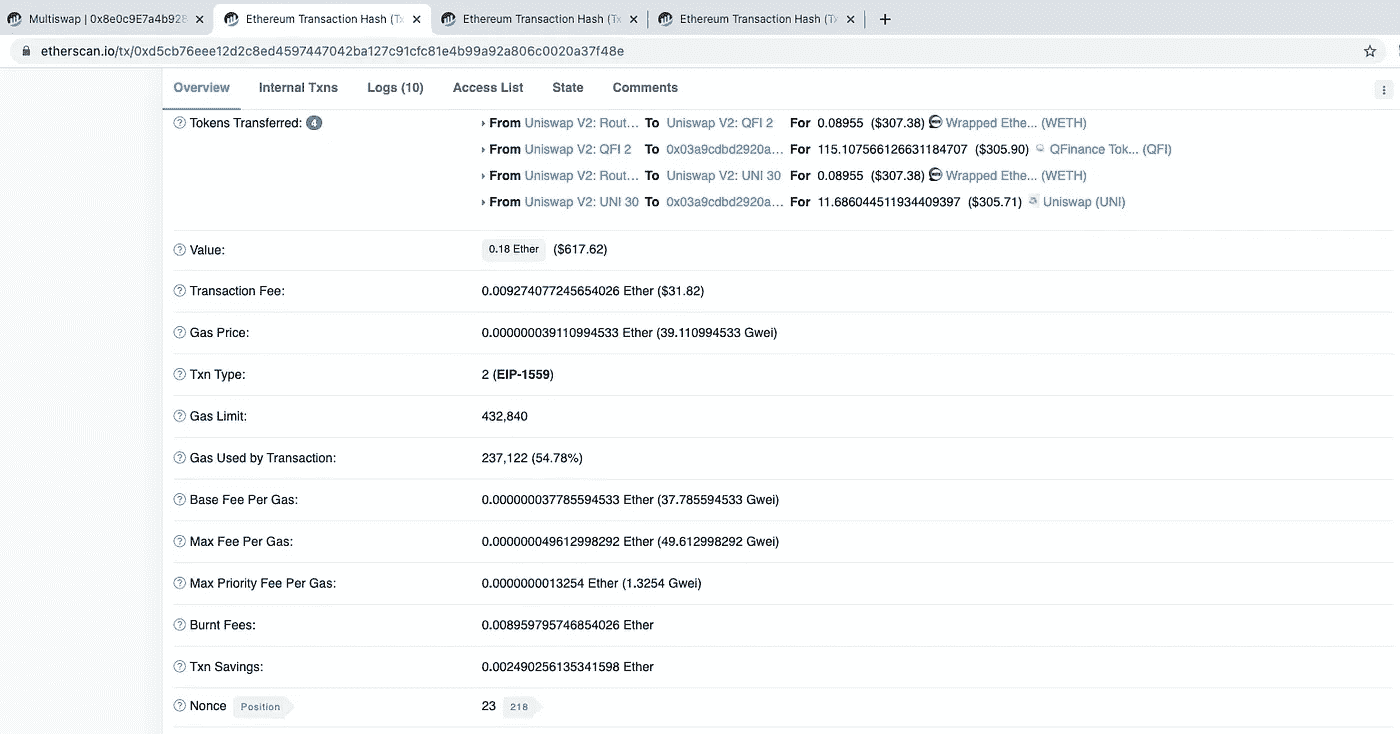 Multiswap | 0x8e0c9E7a4b928 Ethereum Transaction Hash (Tx Ethereum Transaction Hash (Tx Ethereum Transaction Hash (Tx
etherscan.io/tx/0xd5cb76eee12d2c8ed4597447042ba127c91cfc81e4b99a92a806c0020a37f48e
Overview Internal Txns Logs (10) Access List State Comments
Tokens Transferred: 4 From Uniswap V2: Rout... To Uniswap V2: QFI 2 For 0.08955 ($307.38) Wrapped Ethe... (WETH)
From Uniswap V2: QFI 2 To 0x03a9cdbd2920a... For 115.107566126631184707 ($305.90) QFinance Tok... (QFI)
From Uniswap V2: Rout... To Uniswap V2: UNI 30 For 0.08955 ($307.38) Wrapped Ethe... (WETH)
From Uniswap V2: UNI 30 To 0x03a9cdbd2920a... For 11.686044511934409397 ($305.71) Uniswap (UNI)
Value: 0.18 Ether ($617.62)
Transaction Fee: 0.009274077245654026 Ether ($31.82)
Gas Price: 0.000000039110994533 Ether (39.110994533 Gwei)
Txn Type: 2 (EIP-1559)
Gas Limit: 432,840
Gas Used by Transaction: 237,122 (54.78%)
Base Fee Per Gas: 0.000000037785594533 Ether (37.785594533 Gwei)
Max Fee Per Gas: 0.000000049612998292 Ether (49.612998292 Gwei)
Max Priority Fee Per Gas: 0.0000000013254 Ether (1.3254 Gwei)
Burnt Fees: 0.008959795746854026 Ether
Txn Savings: 0.002490256135341598 Ether
Nonce Position 23 218